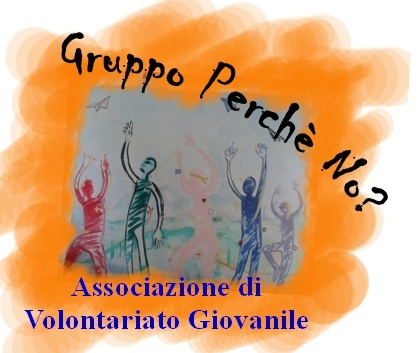 Gruppo Perchè No?
Associazione di
Volontariato Giovanile